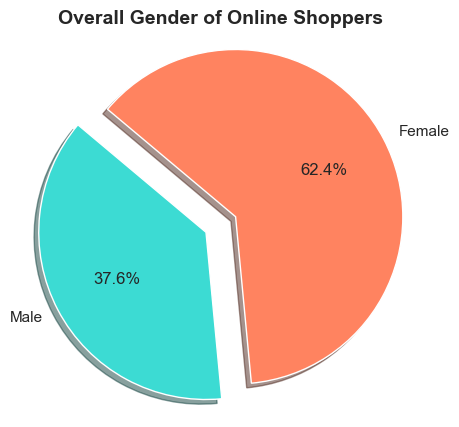 Overall Gender of Online Shoppers
Female
62.4%
37.6%
Male